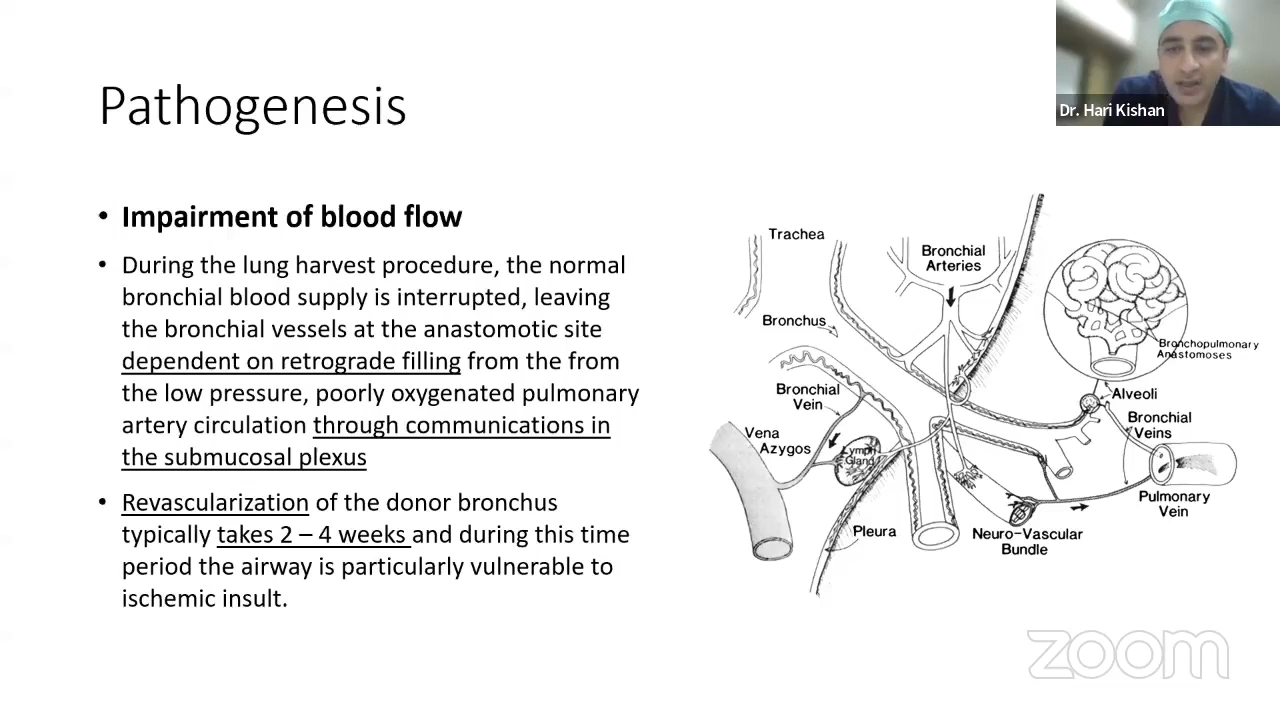 Pathogenesis
Dr. Hari Kishan
• Impairment of blood flow
• During the lung harvest procedure, the normal
bronchial blood supply is interrupted, leaving
the bronchial vessels at the anastomotic site
dependent on retrograde filling from the from
the low pressure, poorly oxygenated pulmonary
artery circulation through communications in
the submucosal plexus
• Revascularization of the donor bronchus
typically takes 2 – 4 weeks and during this time
period the airway is particularly vulnerable to
ischemic insult.
Trachea
Bronchial
Arteries
Bronchus
Bronchopulmonary
Anastomoses
Bronchial
Vein
Alveoli
Bronchial
Veins
Vena
Azygos
Lymph
Gland
Pulmonary
Vein
Pleura
Neuro-Vascular
Bundle
zoom